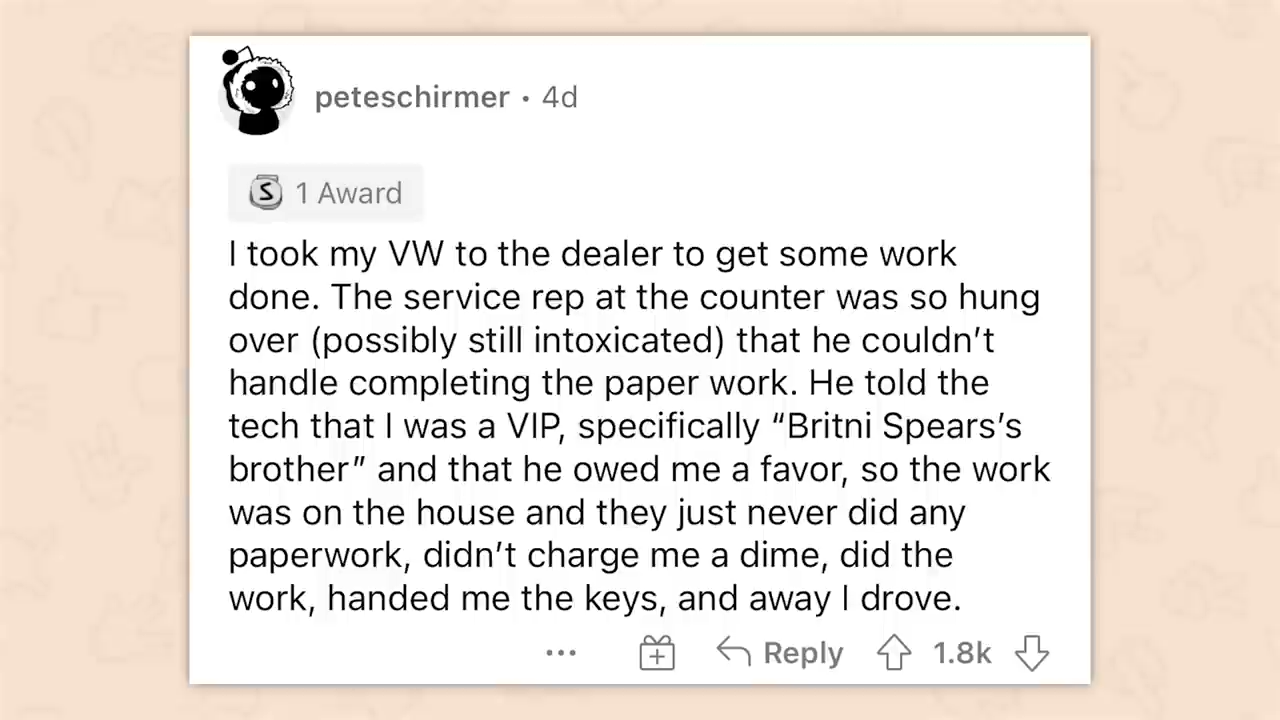 peteschirmer • 4d
S 1 Award
I took my VW to the dealer to get some work
done. The service rep at the counter was so hung
over (possibly still intoxicated) that he couldn’t
handle completing the paper work. He told the
tech that I was a VIP, specifically “Britni Spears’s
brother” and that he owed me a favor, so the work
was on the house and they just never did any
paperwork, didn’t charge me a dime, did the
work, handed me the keys, and away I drove.
... Reply 1.8k